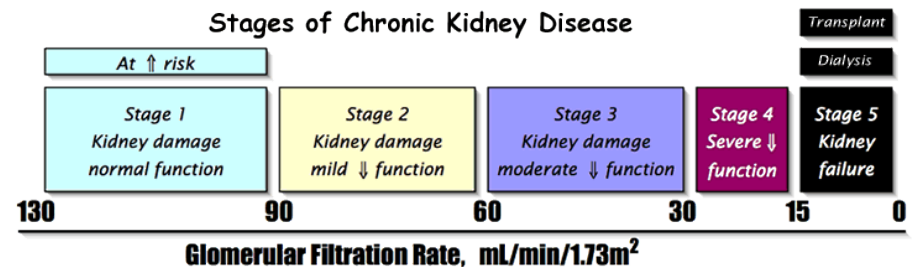 Stages of Chronic Kidney Disease
Transplant
At ⇑ risk
Dialysis
Stage 1
Kidney damage
normal function
Stage 2
Kidney damage
mild ⇓ function
Stage 3
Kidney damage
moderate ⇓ function
Stage 4
Severe ⇓
function
Stage 5
Kidney
failure
130 90 60 30 15 0
Glomerular Filtration Rate, mL/min/1.73m²